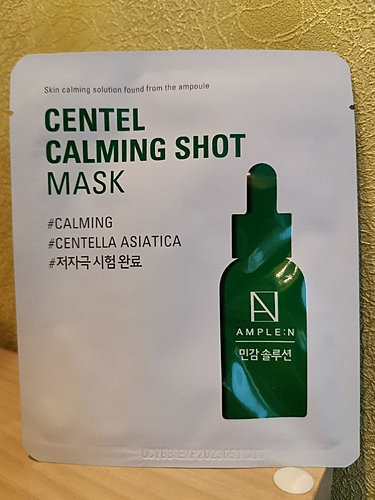 Skin calming solution found from the ampoule
CENTEL
CALMING SHOT
MASK
#CALMING
#CENTELLA ASIATICA
#저자극 시험 완료
AMPLE:N
민감 솔루션